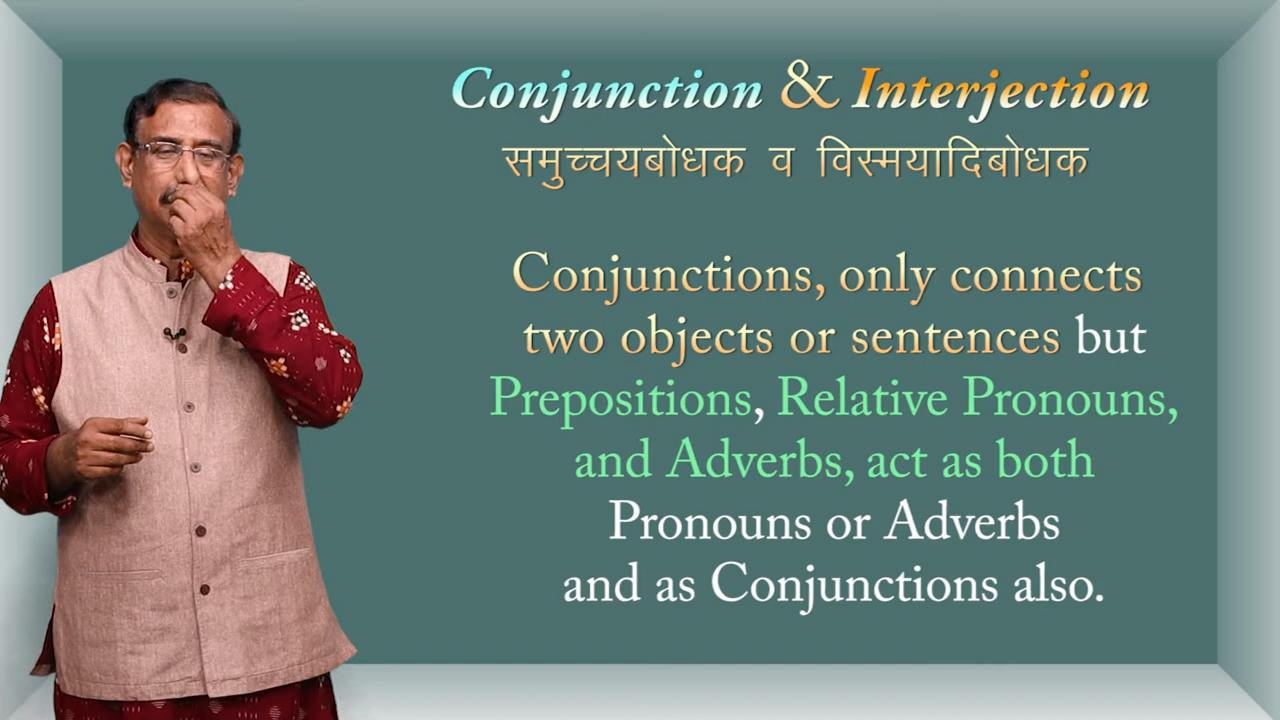 Conjunction & Interjection
समुच्चयबोधक व विस्मयादिबोधक
Conjunctions, only connects
two objects or sentences but
Prepositions, Relative Pronouns,
and Adverbs, act as both
Pronouns or Adverbs
and as Conjunctions also.